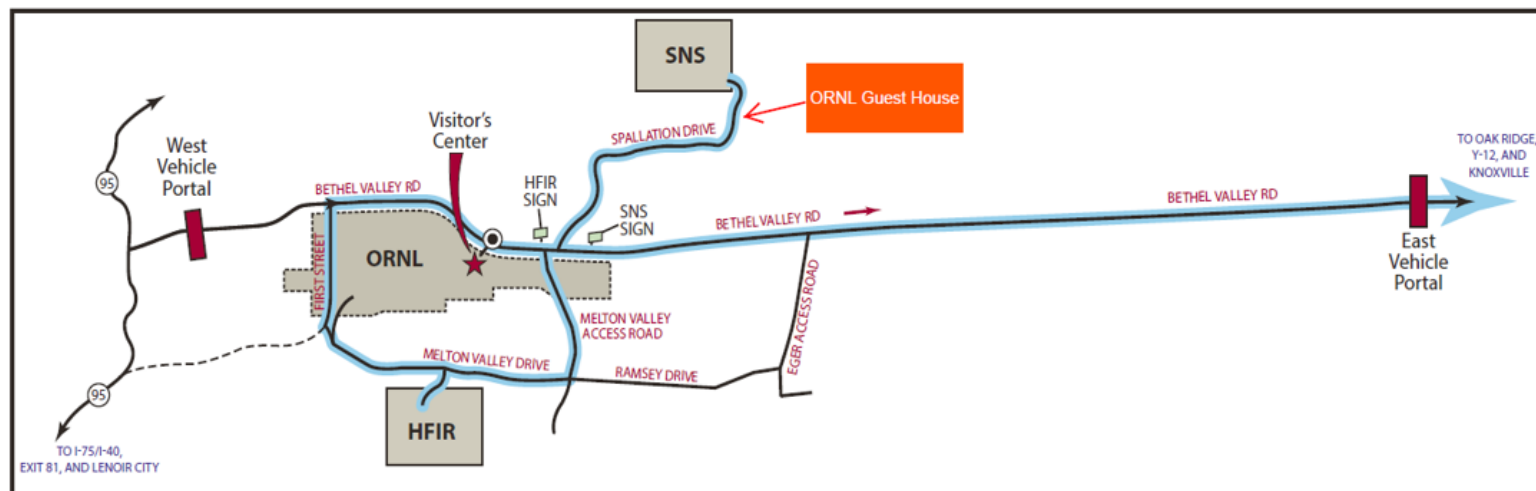 SNS
ORNL Guest House
SPALLATION DRIVE
Visitor's
Center
West
Vehicle
Portal
95
TO OAK RIDGE,
Y-12, AND
KNOXVILLE
BETHEL VALLEY RD
HFIR
SIGN
SNS
SIGN
BETHEL VALLEY RD
BETHEL VALLEY RD
ORNL
FIRST STREET
East
Vehicle
Portal
EGER ACCESS ROAD
MELTON VALLEY
ACCESS ROAD
MELTON VALLEY DRIVE
RAMSEY DRIVE
95
HFIR
TO I-75/I-40,
EXIT 81, AND LENOIR CITY